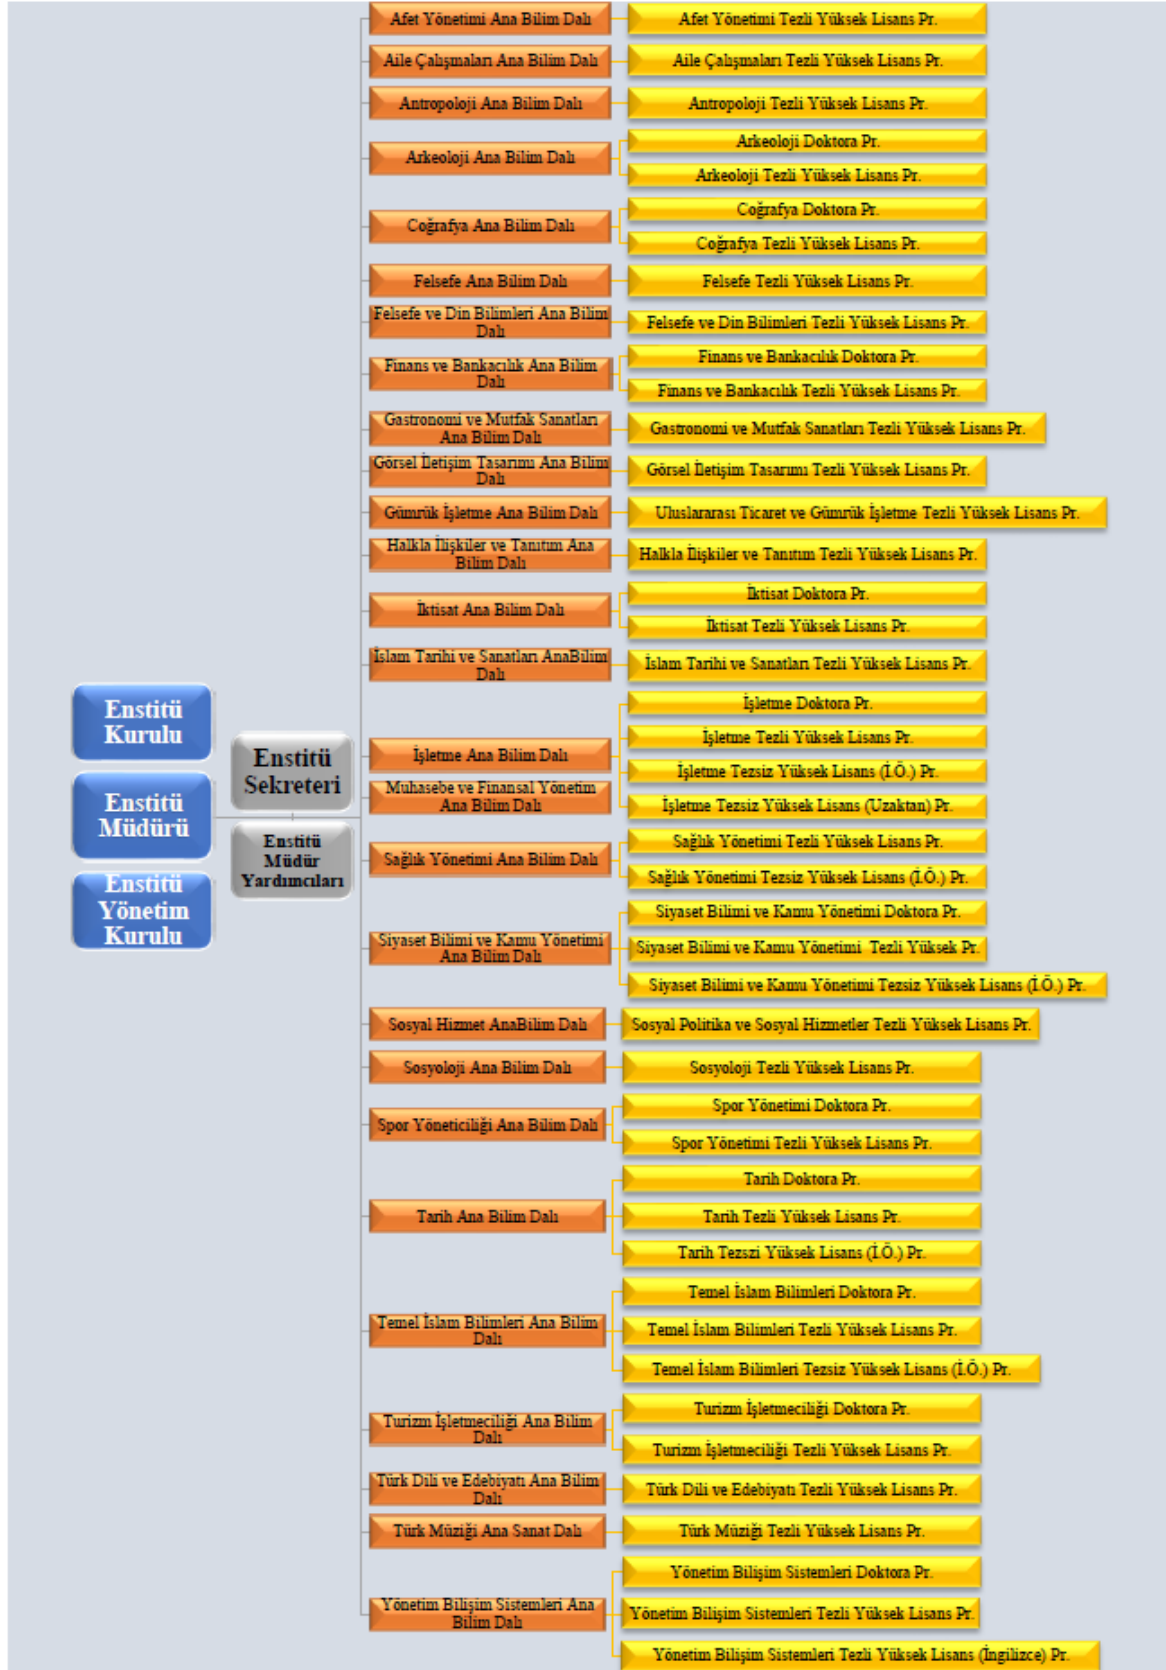 Enstitü
Kurulu
Enstitü
Müdürü
Enstitü
Yönetim
Kurulu
Enstitü
Sekreteri
Enstitü
Müdür
Yardımcıları
Afet Yönetimi Ana Bilim Dalı
Afet Yönetimi Tezli Yüksek Lisans Pr.
Aile Çalışmaları Ana Bilim Dalı
Aile Çalışmaları Tezli Yüksek Lisans Pr.
Antropoloji Ana Bilim Dalı
Antropoloji Tezli Yüksek Lisans Pr.
Arkeoloji Ana Bilim Dalı
Arkeoloji Doktora Pr.
Arkeoloji Tezli Yüksek Lisans Pr.
Coğrafya Ana Bilim Dalı
Coğrafya Doktora Pr.
Coğrafya Tezli Yüksek Lisans Pr.
Felsefe Ana Bilim Dalı
Felsefe Tezli Yüksek Lisans Pr.
Felsefe ve Din Bilimleri Ana Bilim
Dalı
Felsefe ve Din Bilimleri Tezli Yüksek Lisans Pr.
Finans ve Bankacılık Ana Bilim
Dalı
Finans ve Bankacılık Doktora Pr.
Finans ve Bankacılık Tezli Yüksek Lisans Pr.
Gastronomi ve Mutfak Sanatları
Ana Bilim Dalı
Gastronomi ve Mutfak Sanatları Tezli Yüksek Lisans Pr.
Görsel İletişim Tasarımı Ana Bilim
Dalı
Görsel İletişim Tasarımı Tezli Yüksek Lisans Pr.
Gümrük İşletme Ana Bilim Dalı
Uluslararası Ticaret ve Gümrük İşletme Tezli Yüksek Lisans Pr.
Halkla İlişkiler ve Tanıtım Ana
Bilim Dalı
Halkla İlişkiler ve Tanıtım Tezli Yüksek Lisans Pr.
İktisat Ana Bilim Dalı
İktisat Doktora Pr.
İktisat Tezli Yüksek Lisans Pr.
İslam Tarihi ve Sanatları AnaBilim
Dalı
İslam Tarihi ve Sanatları Tezli Yüksek Lisans Pr.
İşletme Ana Bilim Dalı
İşletme Doktora Pr.
İşletme Tezli Yüksek Lisans Pr.
İşletme Tezsiz Yüksek Lisans (İ.Ö.) Pr.
İşletme Tezsiz Yüksek Lisans (Uzaktan) Pr.
Muhasebe ve Finansal Yönetim
Ana Bilim Dalı
Sağlık Yönetimi Ana Bilim Dalı
Sağlık Yönetimi Tezli Yüksek Lisans Pr.
Sağlık Yönetimi Tezsiz Yüksek Lisans (İ.Ö.) Pr.
Siyaset Bilimi ve Kamu Yönetimi
Ana Bilim Dalı
Siyaset Bilimi ve Kamu Yönetimi Doktora Pr.
Siyaset Bilimi ve Kamu Yönetimi Tezli Yüksek Pr.
Siyaset Bilimi ve Kamu Yönetimi Tezsiz Yüksek Lisans (İ.Ö.) Pr.
Sosyal Hizmet AnaBilim Dalı
Sosyal Politika ve Sosyal Hizmetler Tezli Yüksek Lisans Pr.
Sosyoloji Ana Bilim Dalı
Sosyoloji Tezli Yüksek Lisans Pr.
Spor Yöneticiliği Ana Bilim Dalı
Spor Yönetimi Doktora Pr.
Spor Yönetimi Tezli Yüksek Lisans Pr.
Tarih Ana Bilim Dalı
Tarih Doktora Pr.
Tarih Tezli Yüksek Lisans Pr.
Tarih Tezszi Yüksek Lisans (İ.Ö.) Pr.
Temel İslam Bilimleri Ana Bilim
Dalı
Temel İslam Bilimleri Doktora Pr.
Temel İslam Bilimleri Tezli Yüksek Lisans Pr.
Temel İslam Bilimleri Tezsiz Yüksek Lisans (İ.Ö.) Pr.
Turizm İşletmeciliği Ana Bilim
Dalı
Turizm İşletmeciliği Doktora Pr.
Turizm İşletmeciliği Tezli Yüksek Lisans Pr.
Türk Dili ve Edebiyatı Ana Bilim
Dalı
Türk Dili ve Edebiyatı Tezli Yüksek Lisans Pr.
Türk Müziği Ana Sanat Dalı
Türk Müziği Tezli Yüksek Lisans Pr.
Yönetim Bilişim Sistemleri Ana
Bilim Dalı
Yönetim Bilişim Sistemleri Doktora Pr.
Yönetim Bilişim Sistemleri Tezli Yüksek Lisans Pr.
Yönetim Bilişim Sistemleri Tezli Yüksek Lisans (İngilizce) Pr.